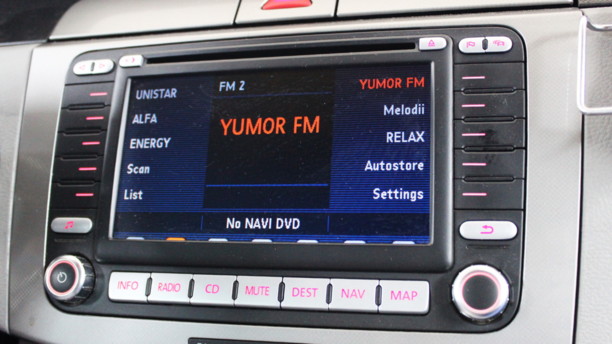 FM 2
UNISTAR
YUMOR FM
ALFA
YUMOR FM
Melodii
ENERGY
RELAX
Scan
Autostore
List
Settings
No NAVI DVD
INFO
RADIO
CD
MUTE
DEST
NAV
MAP